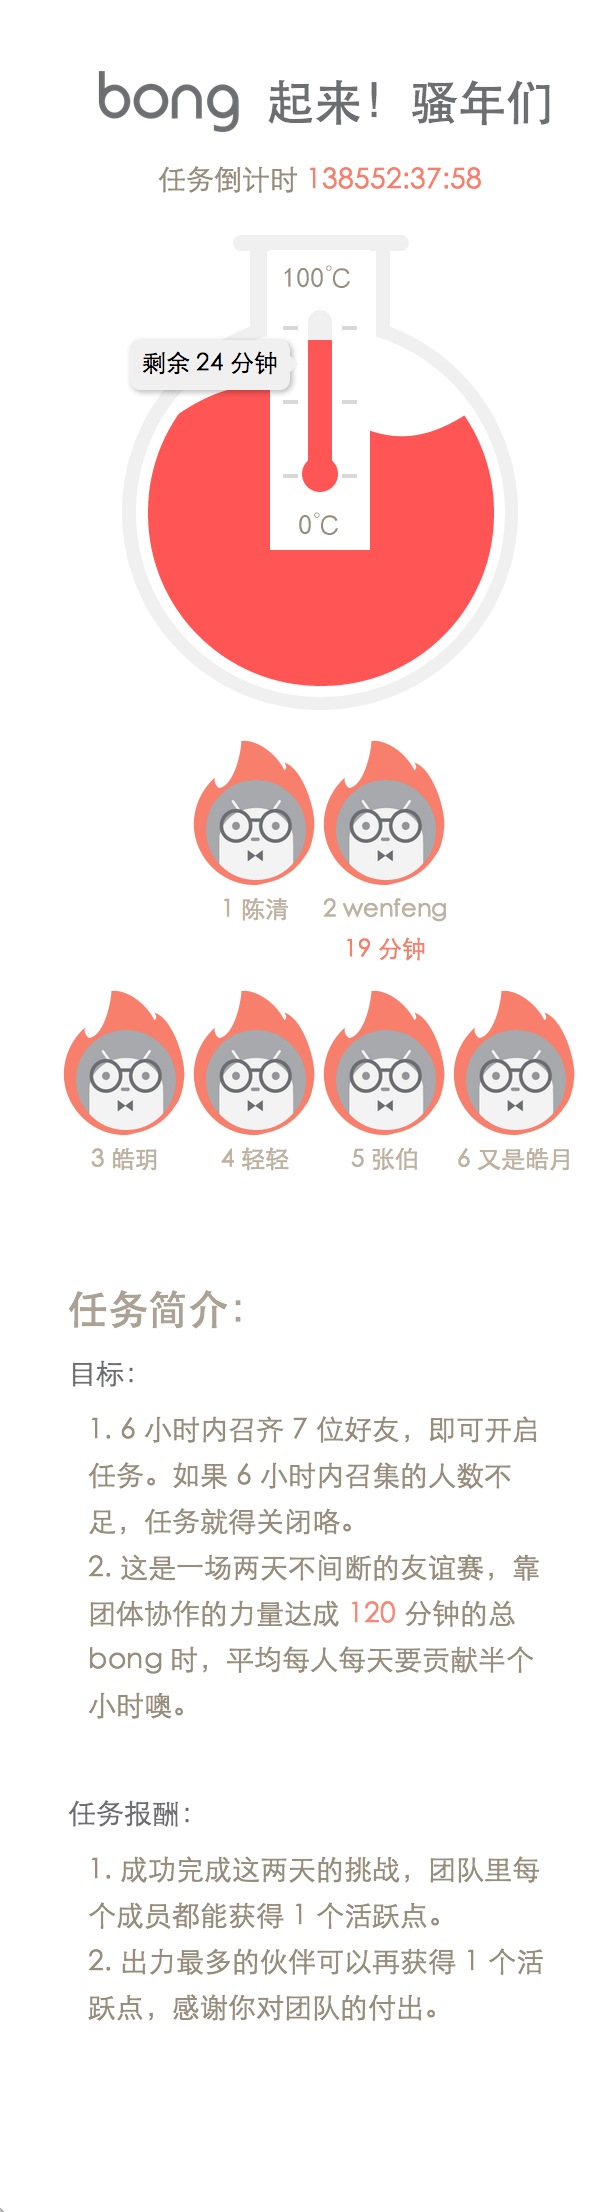 bong 起来！骚年们
任务倒计时 138552:37:58
100℃
剩余 24 分钟
0℃
1 陈清
2 wenfeng
19 分钟
3 皓玥
4 轻轻
5 张伯
6 又是皓月
任务简介：
目标：
1. 6 小时内召齐 7 位好友，即可开启
任务。如果 6 小时内召集的人数不
足，任务就得关闭咯。
2. 这是一场两天不间断的友谊赛，靠
团体协作的力量达成 120 分钟的总
bong 时，平均每人每天要贡献半个
小时噢。
任务报酬：
1. 成功完成这两天的挑战，团队里每
个成员都能获得 1 个活跃点。
2. 出力最多的伙伴可以再获得 1 个活
跃点，感谢你对团队的付出。